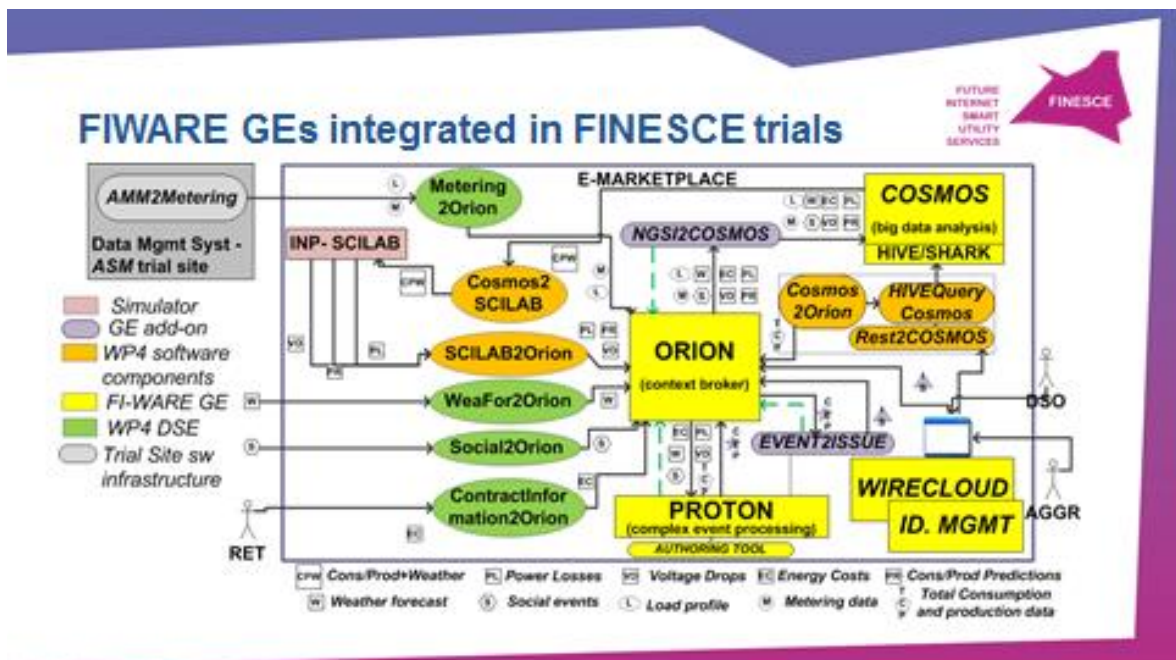 FUTURE
INTERNET
SMART
UTILITY
SERVICES
FINESCE
FIWARE GEs integrated in FINESCE trials
AMM2Metering
Data Mgmt Syst -
ASM trial site
Simulator
GE add-on
WP4 software
components
FI-WARE GE
WP4 DSE
Trial Site sw
infrastructure
E-MARKETPLACE
L
M
Metering
2Orion
INP- SCILAB
CPW
CPW
Cosmos2
SCILAB
M
L
NGSI2COSMOS
L W EC PL
M S VD PR
L W EC PL
M S VD PR
COSMOS
(big data analysis)
HIVE/SHARK
Cosmos
2Orion
HIVEQuery
Cosmos
Rest2COSMOS
VD
PR
PL
SCILAB2Orion
PL PR
VD
ORION
(context broker)
T
C
P
W
WeaFor2Orion
W
S
Social2Orion
S
RET
ContractInfor
mation2Orion
EC
EC
EC PL
W VD
S
T
C
P
EVENT2ISSUE
PROTON
(complex event processing)
AUTHORING TOOL
DSO
WIRECLOUD
ID. MGMT
AGGR
CPW Cons/Prod+Weather
PL Power Losses
VD Voltage Drops
EC Energy Costs
PR Cons/Prod Predictions
W Weather forecast
S Social events
L Load profile
M Metering data
T
C
P
Total Consumption
and production data